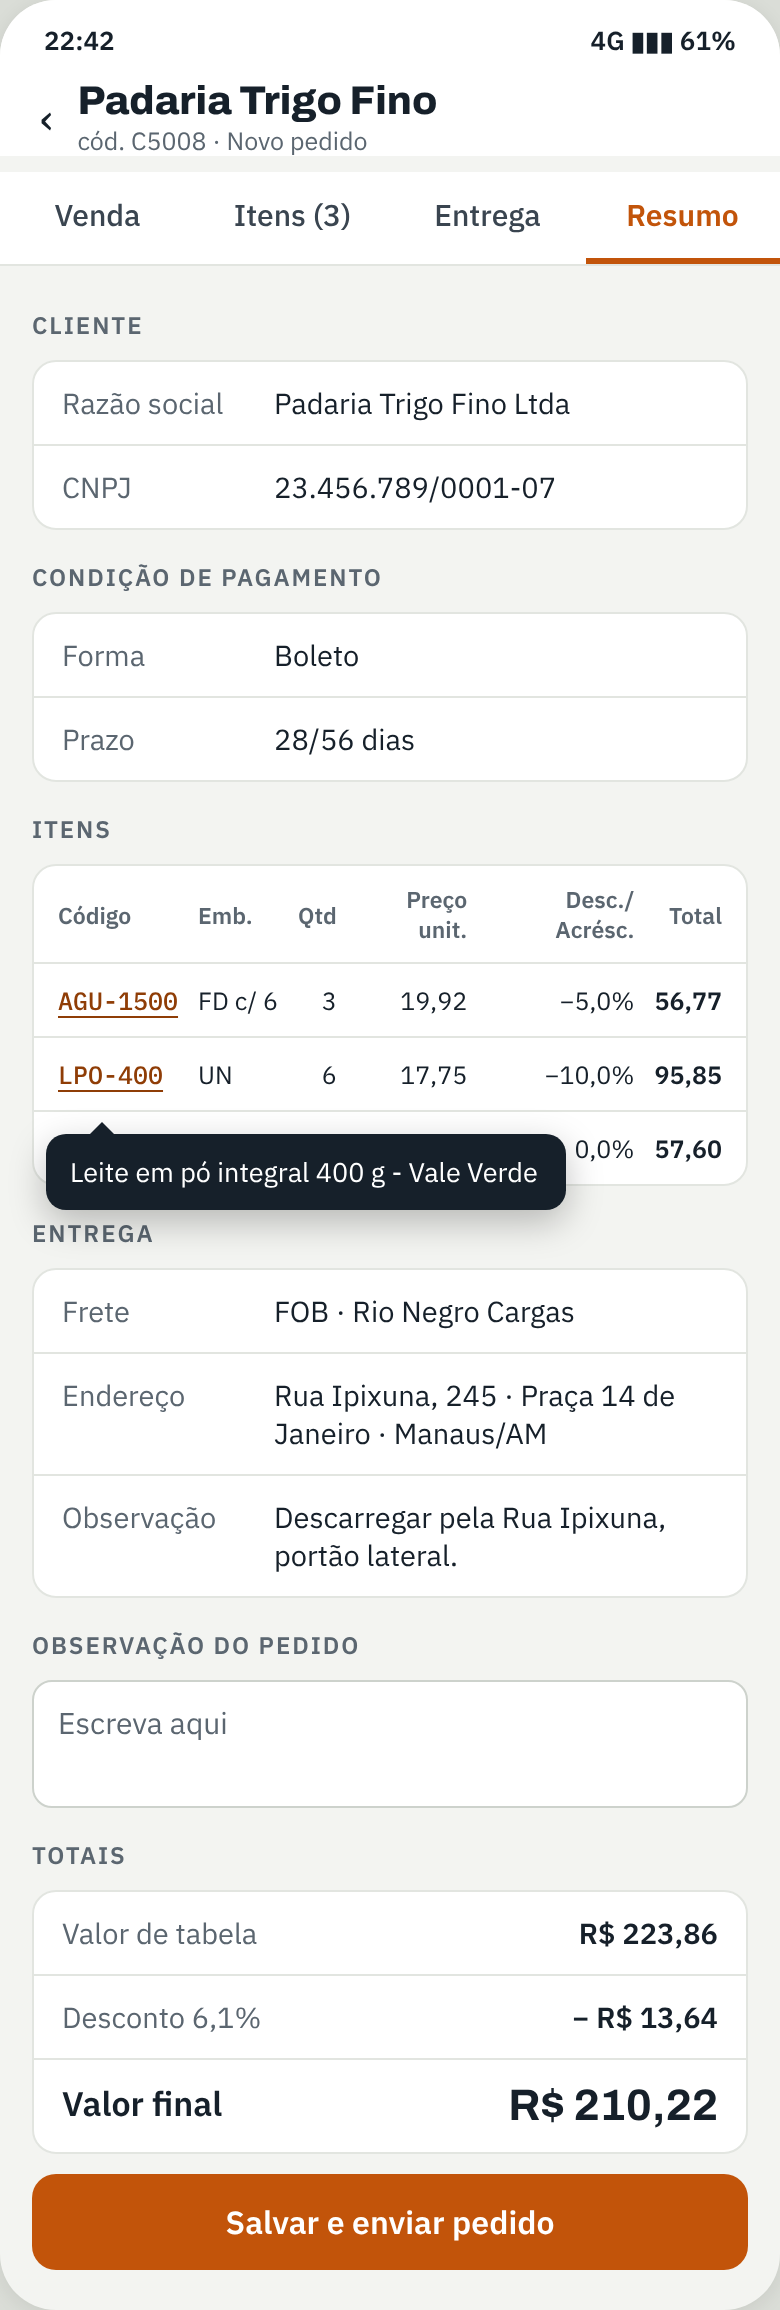 22:42 4G 61%
‹ Padaria Trigo Fino
cód. C5008 · Novo pedido
Venda Itens (3) Entrega Resumo
CLIENTE
Razão social Padaria Trigo Fino Ltda
CNPJ 23.456.789/0001-07
CONDIÇÃO DE PAGAMENTO
Forma Boleto
Prazo 28/56 dias
ITENS
Código Emb. Qtd Preço unit. Desc./ Acrésc. Total
AGU-1500 FD c/ 6 3 19,92 −5,0% 56,77
LPO-400 UN 6 17,75 −10,0% 95,85
0,0% 57,60
Leite em pó integral 400 g - Vale Verde
ENTREGA
Frete FOB · Rio Negro Cargas
Endereço Rua Ipixuna, 245 · Praça 14 de
Janeiro · Manaus/AM
Observação Descarregar pela Rua Ipixuna,
portão lateral.
OBSERVAÇÃO DO PEDIDO
Escreva aqui
TOTAIS
Valor de tabela R$ 223,86
Desconto 6,1% − R$ 13,64
Valor final R$ 210,22
Salvar e enviar pedido